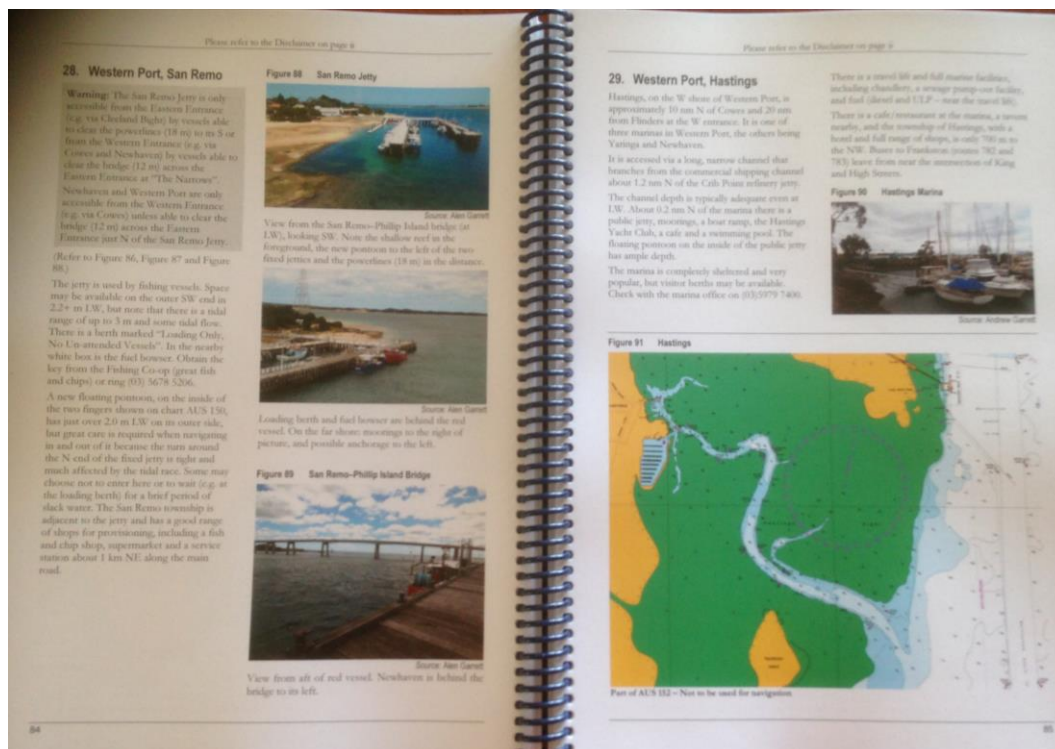 Please refer to the Disclaimer on page 6
28. Western Port, San Remo
Warning: The San Remo Jetty is only
accessible from the Eastern Entrance
(e.g. via Cleeland Bight) by vessels able
to clear the powerlines (18 m) to its S or
from the Western Entrance (e.g. via
Cowes and Newhaven) by vessels able to
clear the bridge (12 m) across the
Eastern Entrance at "The Narrows".
Newhaven and Western Port are only
accessible from the Western Entrance
(e.g. via Cowes) unless able to clear the
bridge (12 m) across the Eastern
Entrance just N of the San Remo Jetty.
(Refer to Figure 86, Figure 87 and Figure
88.)
The jetty is used by fishing vessels. Space
may be available on the outer SW end in
2.2+ m LW, but note that there is a tidal
range of up to 3 m and some tidal flow.
There is a berth marked "Loading Only,
No Un-attended Vessels". In the nearby
white box is the fuel bowser. Obtain the
key from the Fishing Co-op (great fish
and chips) or ring (03) 5678 5206.
A new floating pontoon, on the inside of
the two fingers shown on chart AUS 150,
has just over 2.0 m LW on its outer side,
but great care is required when navigating
in and out of it because the turn around
the N end of the fixed jetty is tight and
much affected by the tidal race. Some may
choose not to enter here or to wait (e.g. at
the loading berth) for a brief period of
slack water. The San Remo township is
adjacent to the jetty and has a good range
of shops for provisioning, including a fish
and chip shop, supermarket and a service
station about 1 km NE along the main
road.
Figure 88 San Remo Jetty
Source: Alen Garrett
View from the San Remo–Phillip Island bridge (at
LW), looking SW. Note the shallow reef in the
foreground, the new pontoon to the left of the two
fixed jetties and the powerlines (18 m) in the distance.
Source: Alen Garrett
Loading berth and fuel bowser are behind the red
vessel. On the far shore: moorings to the right of
picture, and possible anchorage to the left.
Figure 89 San Remo–Phillip Island Bridge
Source: Alen Garrett
View from aft of red vessel. Newhaven is behind the
bridge to its left.
84
Please refer to the Disclaimer on page 6
29. Western Port, Hastings
Hastings, on the W shore of Western Port, is
approximately 10 nm N of Cowes and 20 nm
from Flinders at the W entrance. It is one of
three marinas in Western Port, the others being
Yaringa and Newhaven.
It is accessed via a long, narrow channel that
branches from the commercial shipping channel
about 1.2 nm N of the Crib Point refinery jetty.
The channel depth is typically adequate even at
LW. About 0.2 nm N of the marina there is a
public jetty, moorings, a boat ramp, the Hastings
Yacht Club, a cafe and a swimming pool. The
floating pontoon on the inside of the public jetty
has ample depth.
The marina is completely sheltered and very
popular, but visitor berths may be available.
Check with the marina office on (03)5979 7400.
There is a travel lift and full marine facilities,
including chandlery, a sewage pump-out facility,
and fuel (diesel and ULP – near the travel lift).
There is a cafe/restaurant at the marina, a tavern
nearby, and the township of Hastings, with a
hotel and full range of shops, is only 700 m to
the NW. Buses to Frankston (routes 782 and
783) leave from near the intersection of King
and High Streets.
Figure 90 Hastings Marina
Source: Andrew Garrett
Figure 91 Hastings
Part of AUS 152 – Not to be used for navigation
85